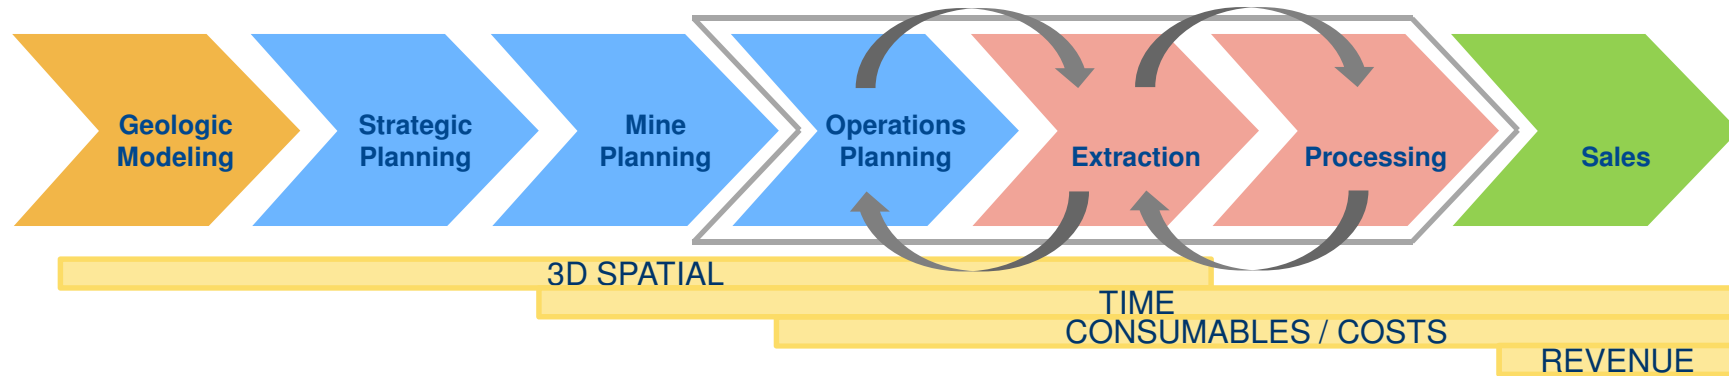 Geologic
Modeling
Strategic
Planning
Mine
Planning
Operations
Planning
Extraction
Processing
Sales
3D SPATIAL
TIME
CONSUMABLES / COSTS
REVENUE